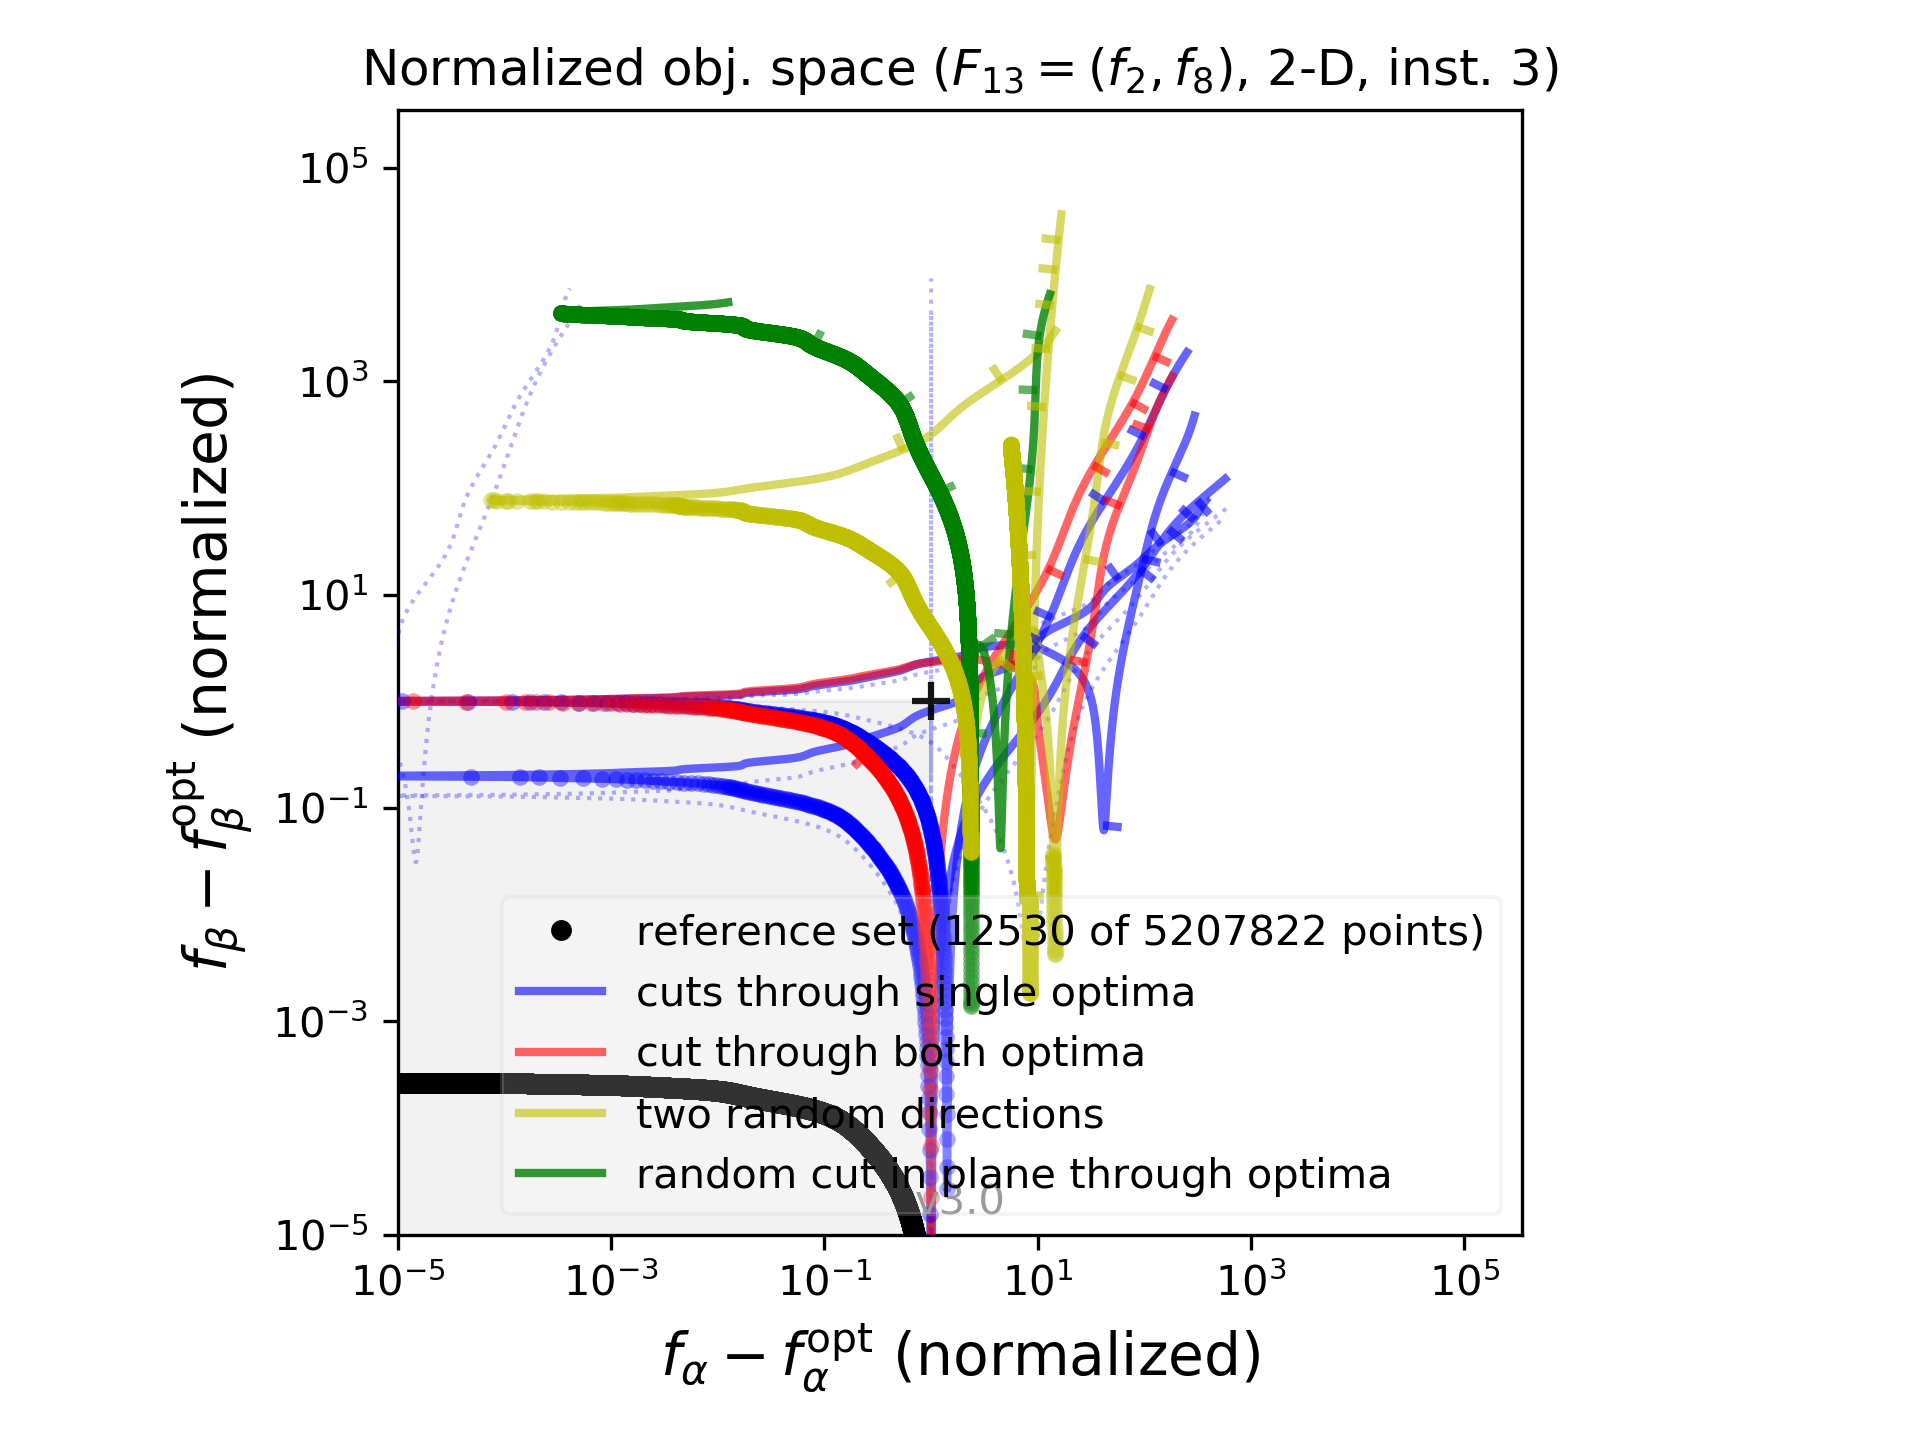 Normalized obj. space (F₁₃ = (f₂, f₈), 2-D, inst. 3)
10⁵
10³
10¹
10⁻¹
10⁻³
10⁻⁵
f_β − f_β^opt (normalized)
reference set (12530 of 5207822 points)
cuts through single optima
cut through both optima
two random directions
random cut in plane through optima
v3.0
10⁻⁵ 10⁻³ 10⁻¹ 10¹ 10³ 10⁵
f_α − f_α^opt (normalized)